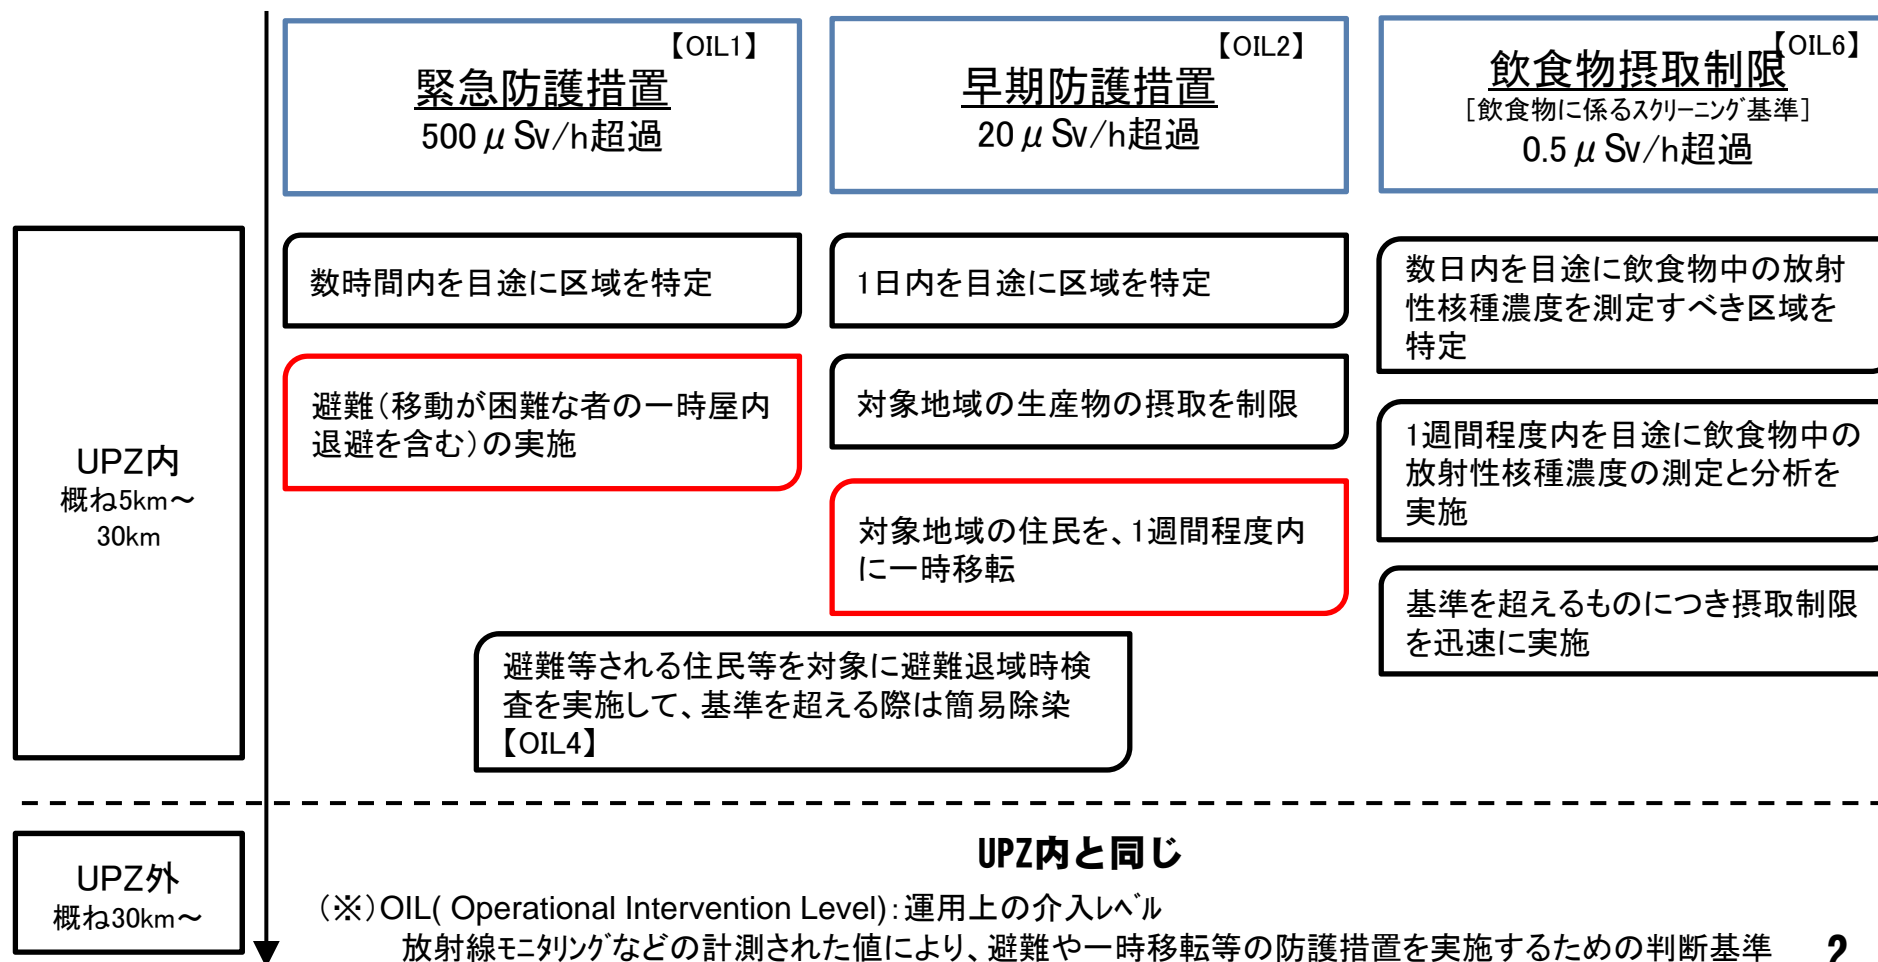 【OIL1】
緊急防護措置
500μSv/h超過
【OIL2】
早期防護措置
20μSv/h超過
【OIL6】
飲食物摂取制限
[飲食物に係るｽｸﾘｰﾆﾝｸﾞ基準]
0.5μSv/h超過
UPZ内
概ね5km～
30km
数時間内を目途に区域を特定
避難（移動が困難な者の一時屋内
退避を含む）の実施
1日内を目途に区域を特定
対象地域の生産物の摂取を制限
対象地域の住民を、1週間程度内
に一時移転
数日内を目途に飲食物中の放射
性核種濃度を測定すべき区域を
特定
1週間程度内を目途に飲食物中の
放射性核種濃度の測定と分析を
実施
基準を超えるものにつき摂取制限
を迅速に実施
避難等される住民等を対象に避難退域時検
査を実施して、基準を超える際は簡易除染
【OIL4】
UPZ外
概ね30km～
UPZ内と同じ
（※）OIL( Operational Intervention Level)：運用上の介入ﾚﾍﾞﾙ
放射線ﾓﾆﾀﾘﾝｸﾞなどの計測された値により、避難や一時移転等の防護措置を実施するための判断基準
2